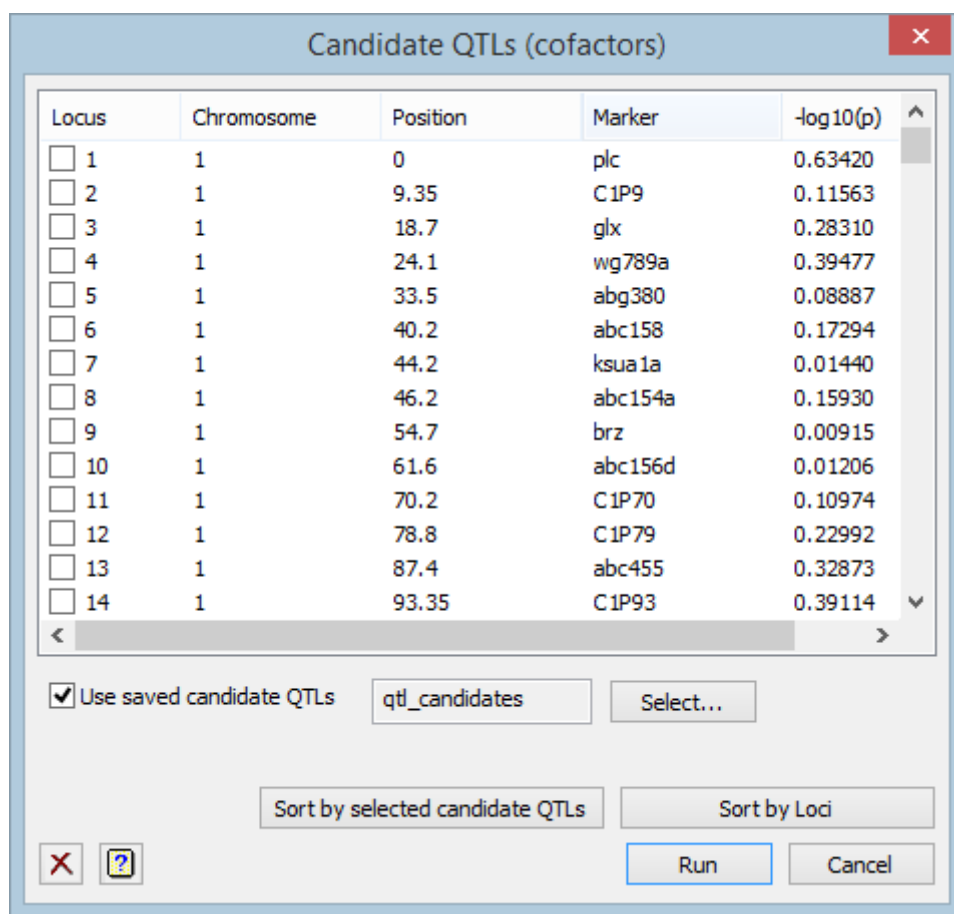 Candidate QTLs (cofactors)
Locus Chromosome Position Marker -log10(p)
1 1 0 plc 0.63420
2 1 9.35 C1P9 0.11563
3 1 18.7 glx 0.28310
4 1 24.1 wg789a 0.39477
5 1 33.5 abg380 0.08887
6 1 40.2 abc158 0.17294
7 1 44.2 ksua1a 0.01440
8 1 46.2 abc154a 0.15930
9 1 54.7 brz 0.00915
10 1 61.6 abc156d 0.01206
11 1 70.2 C1P70 0.10974
12 1 78.8 C1P79 0.22992
13 1 87.4 abc455 0.32873
14 1 93.35 C1P93 0.39114
Use saved candidate QTLs qtl_candidates Select...
Sort by selected candidate QTLs Sort by Loci
? Run Cancel